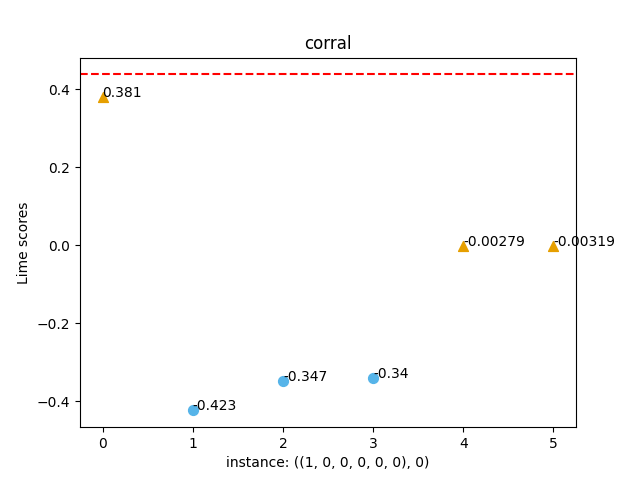 corral
0.4
0.2
0.0
−0.2
−0.4
Lime scores
0.381
-0.423
-0.347
-0.34
-0.00279
-0.00319
0 1 2 3 4 5
instance: ((1, 0, 0, 0, 0, 0), 0)